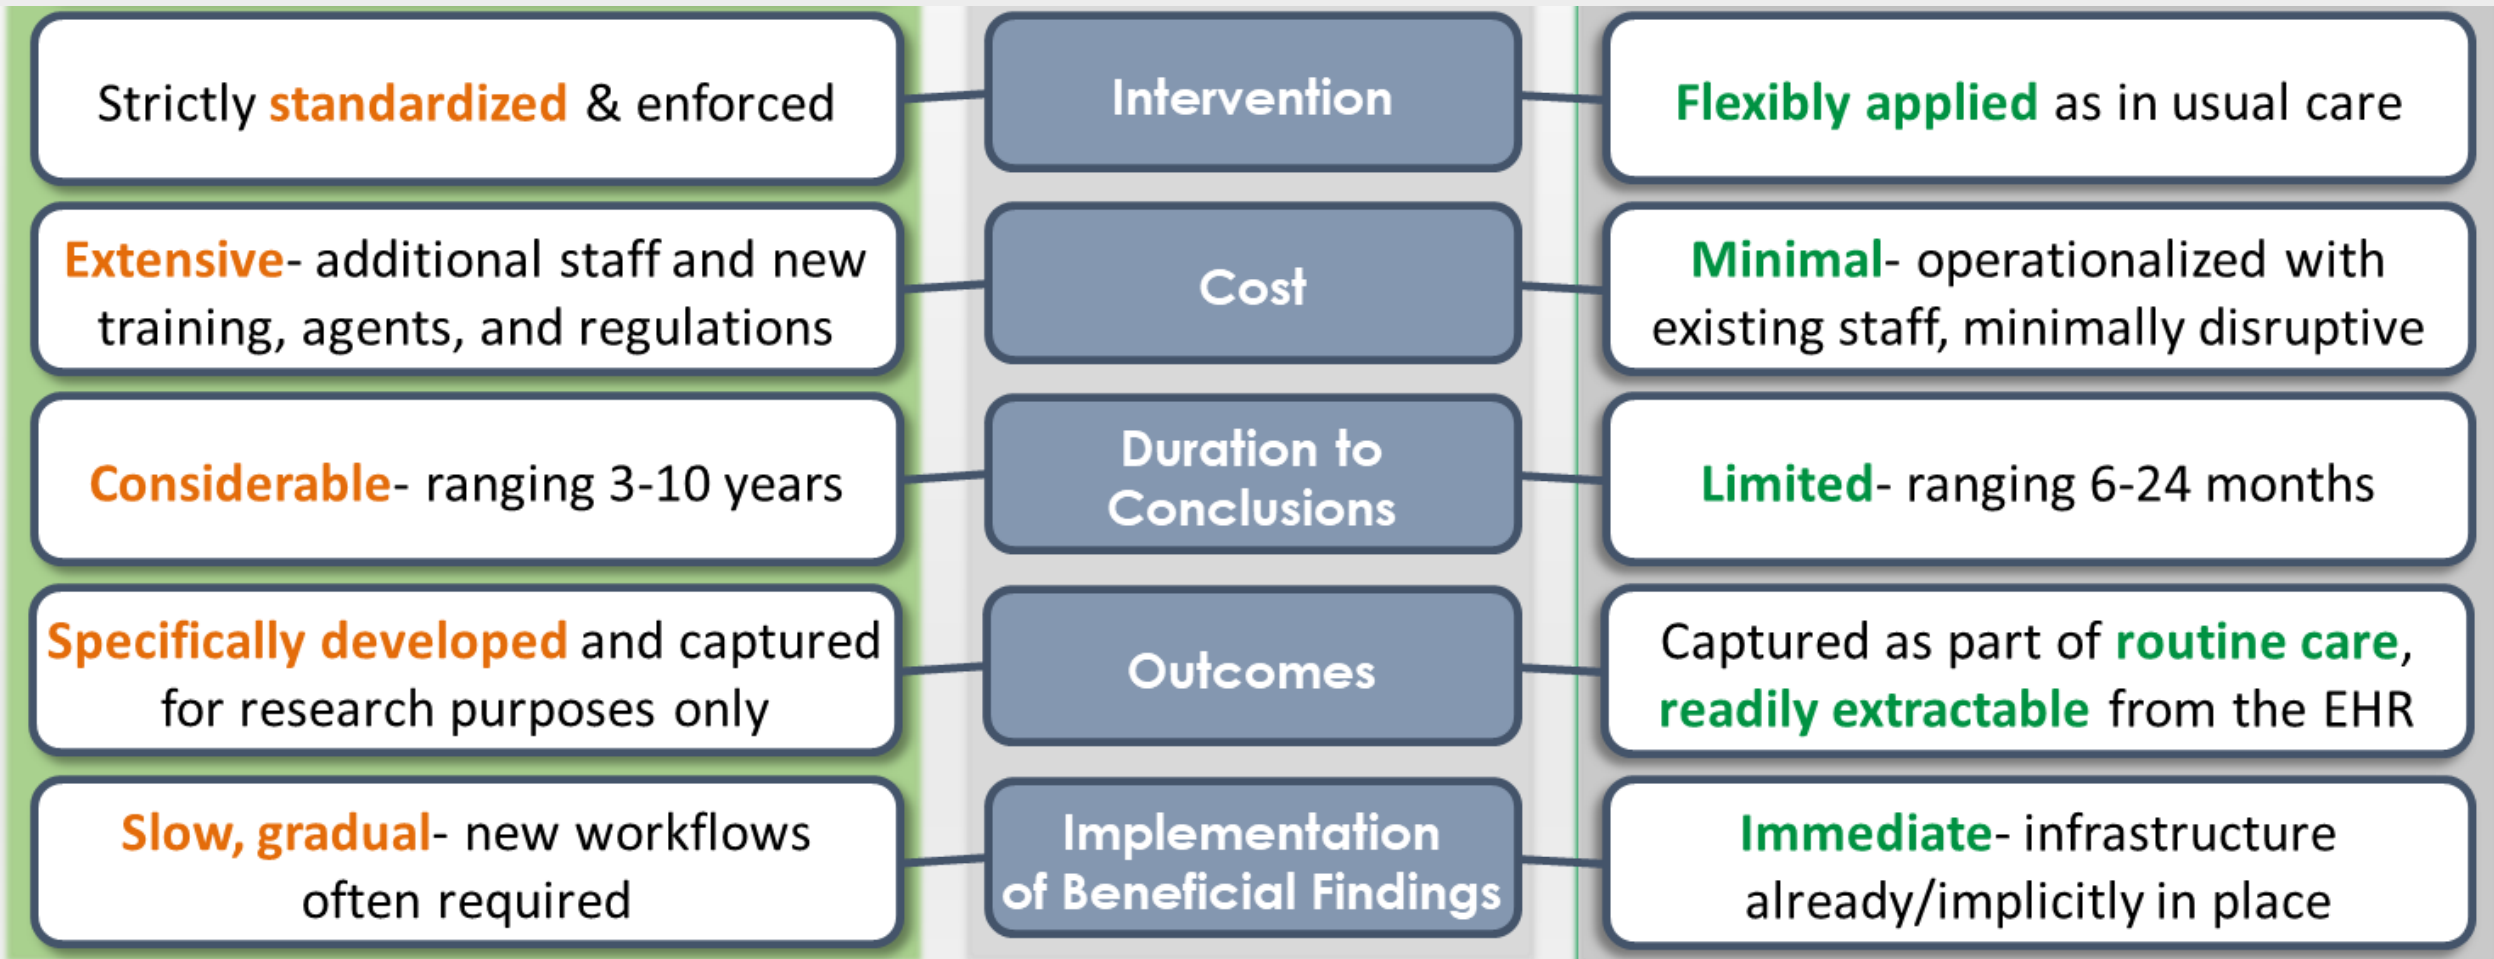 Strictly standardized & enforced
Intervention
Flexibly applied as in usual care
Extensive- additional staff and new
training, agents, and regulations
Cost
Minimal- operationalized with
existing staff, minimally disruptive
Considerable- ranging 3-10 years
Duration to
Conclusions
Limited- ranging 6-24 months
Specifically developed and captured
for research purposes only
Outcomes
Captured as part of routine care,
readily extractable from the EHR
Slow, gradual- new workflows
often required
Implementation
of Beneficial Findings
Immediate- infrastructure
already/implicitly in place